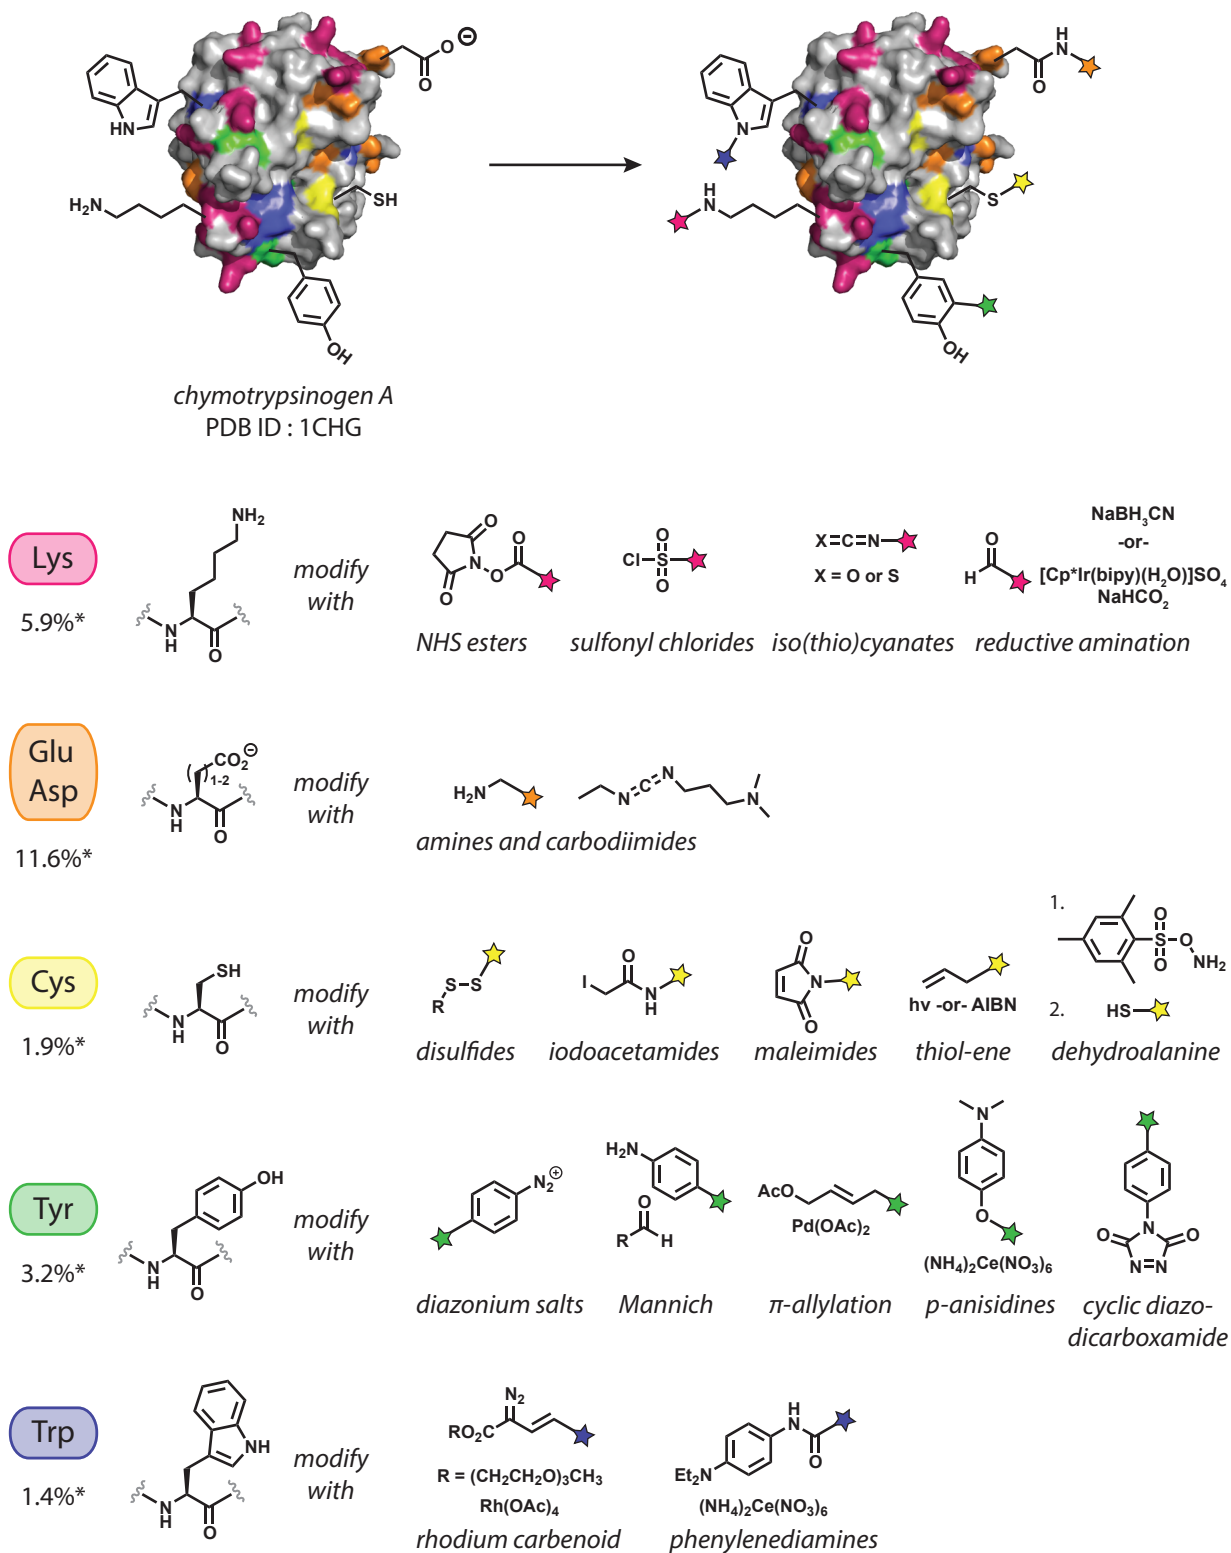 O
⊖
O
HN
H2N
SH
OH
H
N
O
N
H
N
S
OH
chymotrypsinogen A
PDB ID : 1CHG
Lys
5.9%*
NH2
N
H
O
modify
with
O
N
O
O
O
NHS esters
O
Cl
S
O
sulfonyl chlorides
X=C=N
X = O or S
iso(thio)cyanates
O
H
NaBH3CN
-or-
[Cp*Ir(bipy)(H2O)]SO4
NaHCO2
reductive amination
Glu
Asp
11.6%*
CO2⊖
( )1-2
N
H
O
modify
with
H2N
N
C
N
N
amines and carbodiimides
Cys
1.9%*
SH
N
H
O
modify
with
S
S
R
disulfides
O
I
N
H
iodoacetamides
O
N
O
maleimides
hv -or- AIBN
thiol-ene
1.
O
S
O
O
NH2
2.
HS
dehydroalanine
Tyr
3.2%*
OH
N
H
O
modify
with
N2⊕
diazonium salts
H2N
O
R
H
Mannich
AcO
Pd(OAc)2
π-allylation
N
O
(NH4)2Ce(NO3)6
p-anisidines
N
O
O
N=N
cyclic diazo-
dicarboxamide
Trp
1.4%*
NH
N
H
O
modify
with
N2
RO2C
R = (CH2CH2O)3CH3
Rh(OAc)4
rhodium carbenoid
H
N
O
Et2N
(NH4)2Ce(NO3)6
phenylenediamines